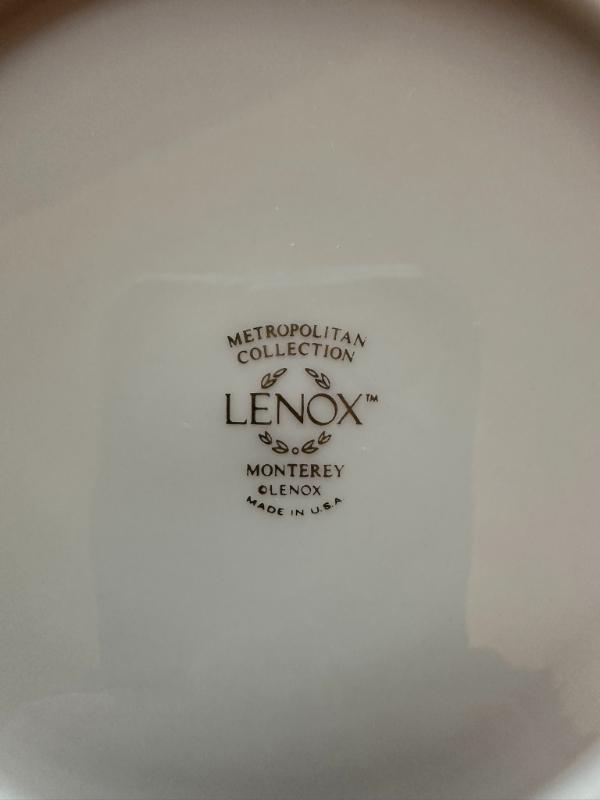 METROPOLITAN
COLLECTION
LENOX™
MONTEREY
©LENOX
MADE IN U.S.A